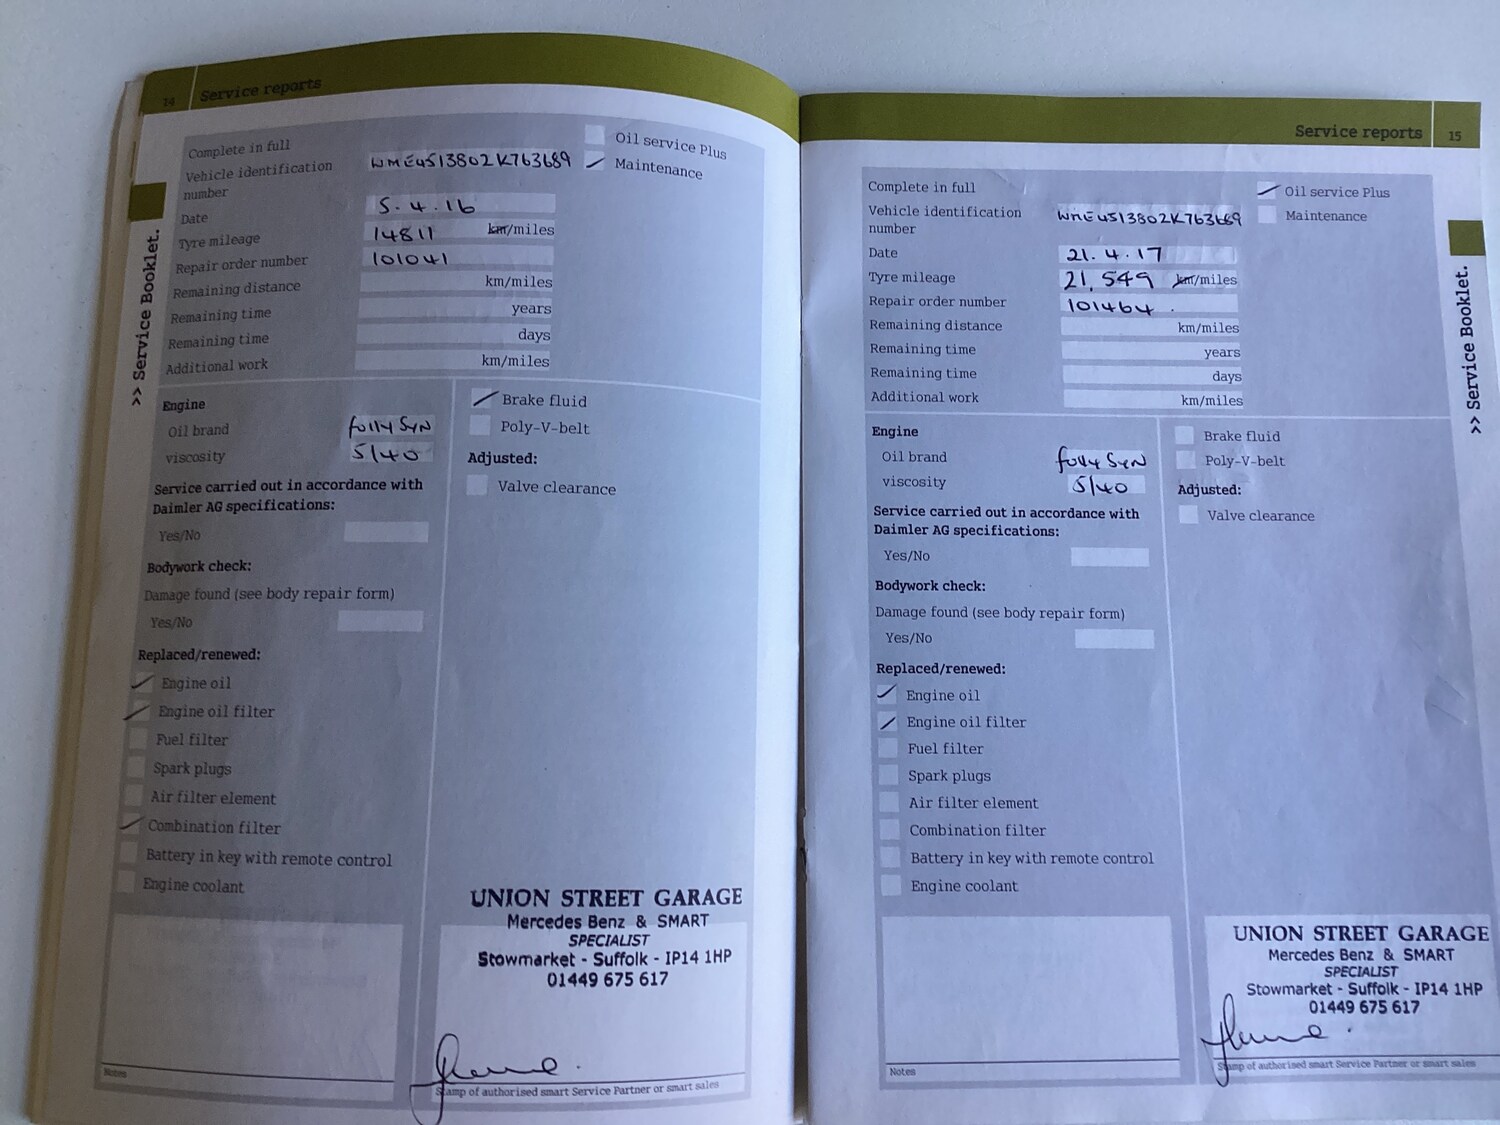 14 Service reports
Complete in full
Oil service Plus
Vehicle identification number WME4513802K763689
Maintenance
Date 5.4.16
Tyre mileage 14811 km/miles
Repair order number 101041
Remaining distance km/miles
Remaining time years
Remaining time days
Additional work km/miles
>> Service Booklet.
Engine
Oil brand fully SYN
viscosity 5/40
Service carried out in accordance with
Daimler AG specifications:
Yes/No
Bodywork check:
Damage found (see body repair form)
Yes/No
Replaced/renewed:
Engine oil
Engine oil filter
Fuel filter
Spark plugs
Air filter element
Combination filter
Battery in key with remote control
Engine coolant
Notes
Brake fluid
Poly-V-belt
Adjusted:
Valve clearance
UNION STREET GARAGE
Mercedes Benz & SMART
SPECIALIST
Stowmarket - Suffolk - IP14 1HP
01449 675 617
Stamp of authorised smart Service Partner or smart sales
Service reports 15
Complete in full
Oil service Plus
Vehicle identification number WME4513802K763689
Maintenance
Date 21.4.17
Tyre mileage 21,549 km/miles
Repair order number 101464
Remaining distance km/miles
Remaining time years
Remaining time days
Additional work km/miles
>> Service Booklet.
Engine
Oil brand fully SYN
viscosity 5/40
Service carried out in accordance with
Daimler AG specifications:
Yes/No
Bodywork check:
Damage found (see body repair form)
Yes/No
Replaced/renewed:
Engine oil
Engine oil filter
Fuel filter
Spark plugs
Air filter element
Combination filter
Battery in key with remote control
Engine coolant
Notes
Brake fluid
Poly-V-belt
Adjusted:
Valve clearance
UNION STREET GARAGE
Mercedes Benz & SMART
SPECIALIST
Stowmarket - Suffolk - IP14 1HP
01449 675 617
Stamp of authorised smart Service Partner or smart sales